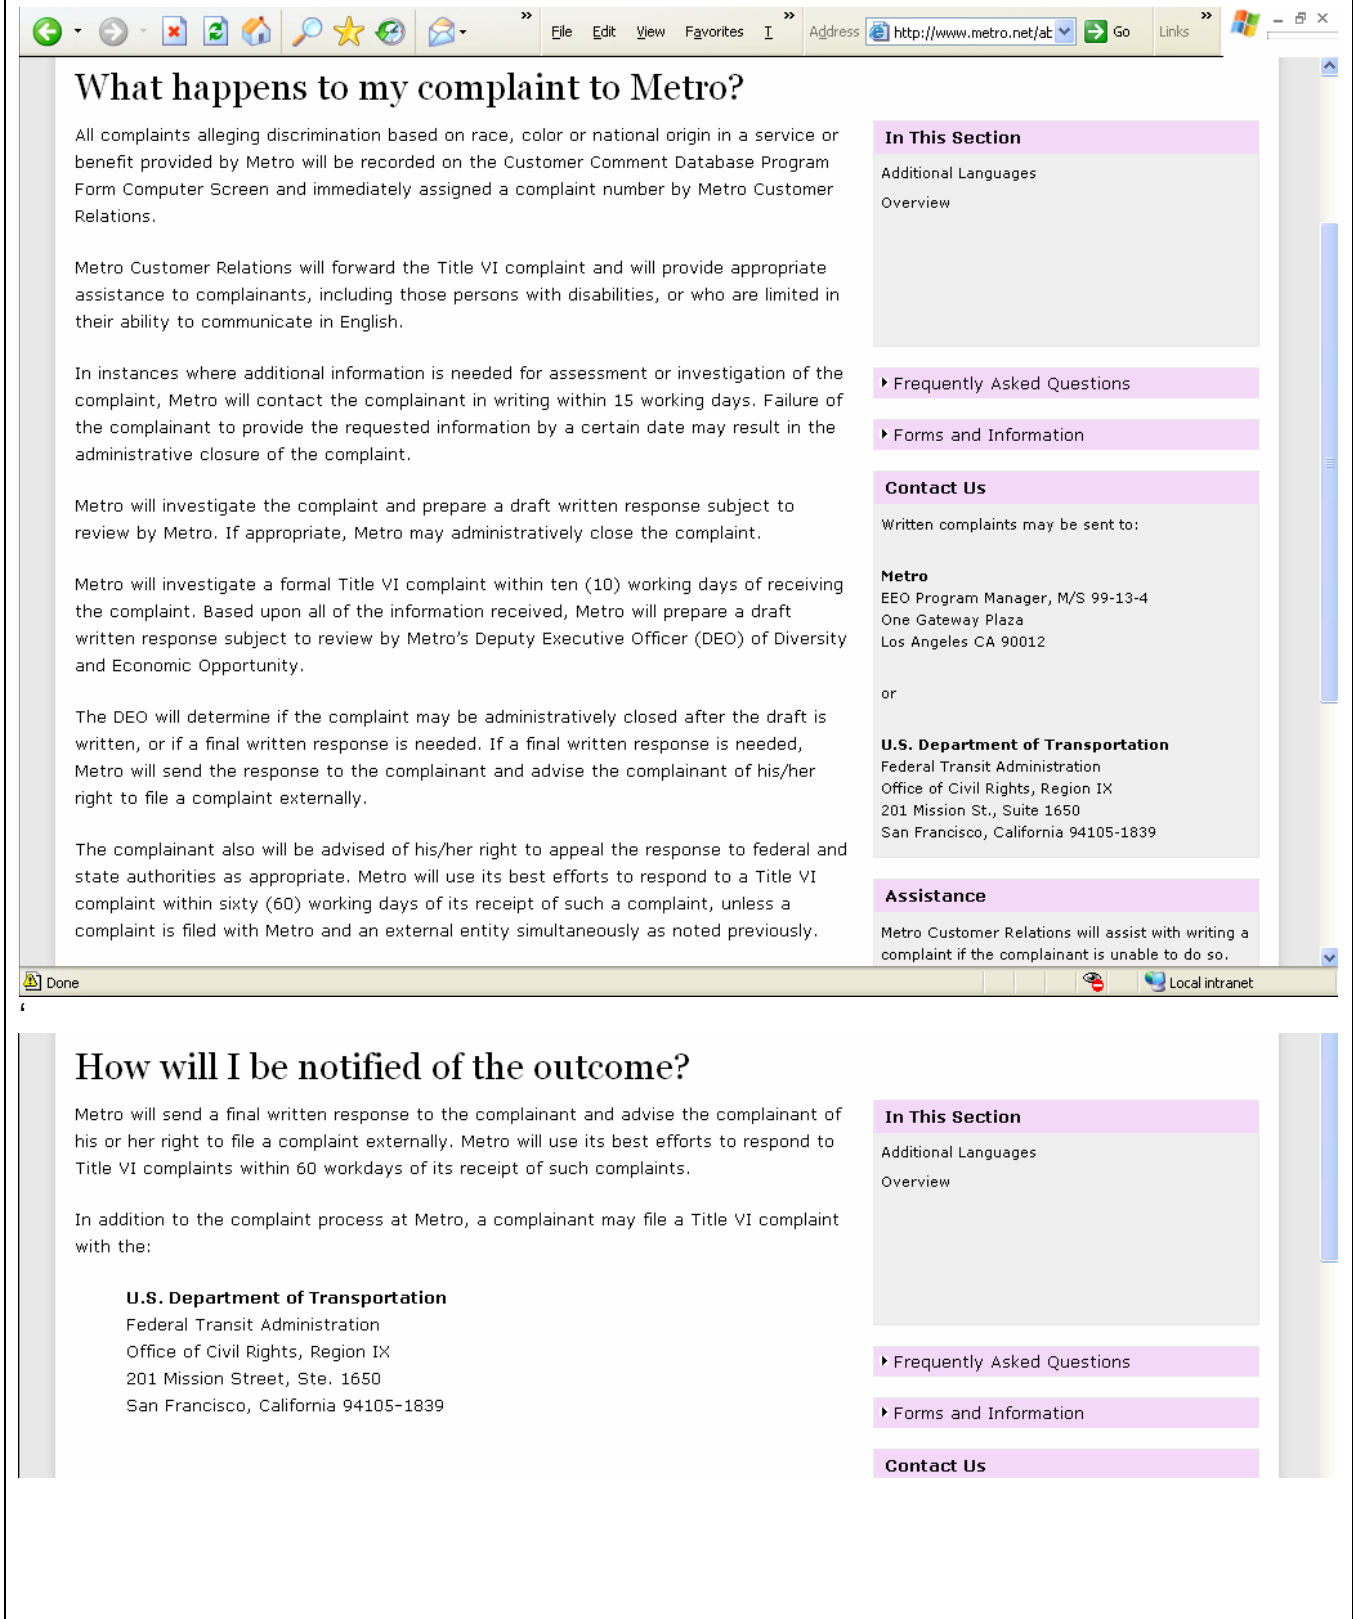 File Edit View Favorites T Address http://www.metro.net/at Go Links
What happens to my complaint to Metro?
All complaints alleging discrimination based on race, color or national origin in a service or
benefit provided by Metro will be recorded on the Customer Comment Database Program
Form Computer Screen and immediately assigned a complaint number by Metro Customer
Relations.
Metro Customer Relations will forward the Title VI complaint and will provide appropriate
assistance to complainants, including those persons with disabilities, or who are limited in
their ability to communicate in English.
In instances where additional information is needed for assessment or investigation of the
complaint, Metro will contact the complainant in writing within 15 working days. Failure of
the complainant to provide the requested information by a certain date may result in the
administrative closure of the complaint.
Metro will investigate the complaint and prepare a draft written response subject to
review by Metro. If appropriate, Metro may administratively close the complaint.
Metro will investigate a formal Title VI complaint within ten (10) working days of receiving
the complaint. Based upon all of the information received, Metro will prepare a draft
written response subject to review by Metro's Deputy Executive Officer (DEO) of Diversity
and Economic Opportunity.
The DEO will determine if the complaint may be administratively closed after the draft is
written, or if a final written response is needed. If a final written response is needed,
Metro will send the response to the complainant and advise the complainant of his/her
right to file a complaint externally.
The complainant also will be advised of his/her right to appeal the response to federal and
state authorities as appropriate. Metro will use its best efforts to respond to a Title VI
complaint within sixty (60) working days of its receipt of such a complaint, unless a
complaint is filed with Metro and an external entity simultaneously as noted previously.
In This Section
Additional Languages
Overview
Frequently Asked Questions
Forms and Information
Contact Us
Written complaints may be sent to:
Metro
EEO Program Manager, M/S 99-13-4
One Gateway Plaza
Los Angeles CA 90012
or
U.S. Department of Transportation
Federal Transit Administration
Office of Civil Rights, Region IX
201 Mission St., Suite 1650
San Francisco, California 94105-1839
Assistance
Metro Customer Relations will assist with writing a
complaint if the complainant is unable to do so.
Done Local intranet
‘
How will I be notified of the outcome?
Metro will send a final written response to the complainant and advise the complainant of
his or her right to file a complaint externally. Metro will use its best efforts to respond to
Title VI complaints within 60 workdays of its receipt of such complaints.
In addition to the complaint process at Metro, a complainant may file a Title VI complaint
with the:
U.S. Department of Transportation
Federal Transit Administration
Office of Civil Rights, Region IX
201 Mission Street, Ste. 1650
San Francisco, California 94105-1839
In This Section
Additional Languages
Overview
Frequently Asked Questions
Forms and Information
Contact Us